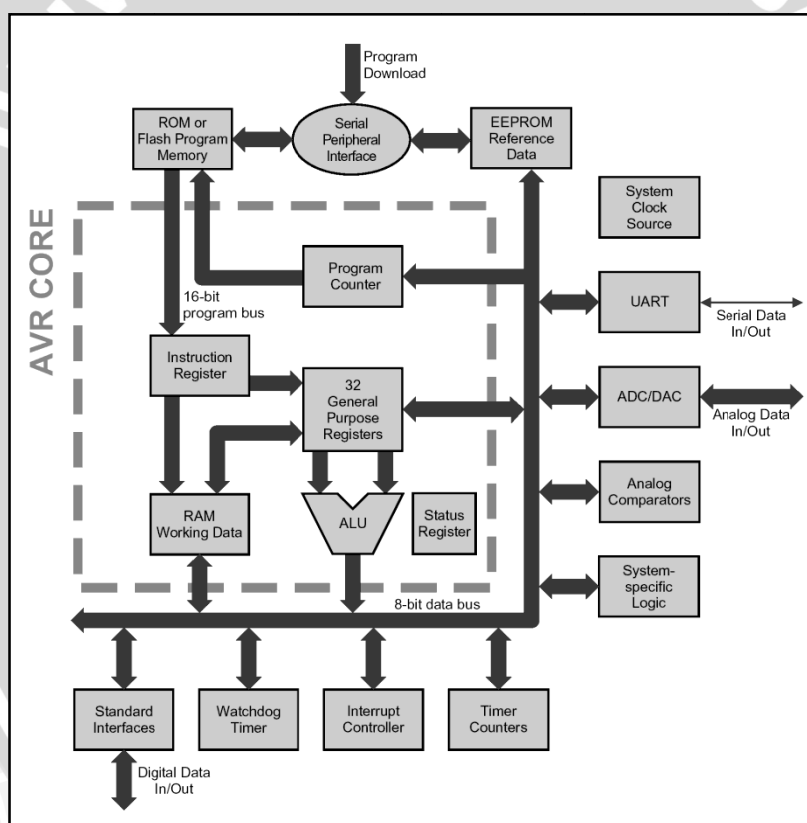 Program
Download
ROM or
Flash Program
Memory
Serial
Peripheral
Interface
EEPROM
Reference
Data
System
Clock
Source
AVR CORE
Program
Counter
16-bit
program bus
UART
Serial Data
In/Out
Instruction
Register
32
General
Purpose
Registers
ADC/DAC
Analog Data
In/Out
RAM
Working Data
ALU
Status
Register
Analog
Comparators
System-
specific
Logic
8-bit data bus
Standard
Interfaces
Watchdog
Timer
Interrupt
Controller
Timer
Counters
Digital Data
In/Out